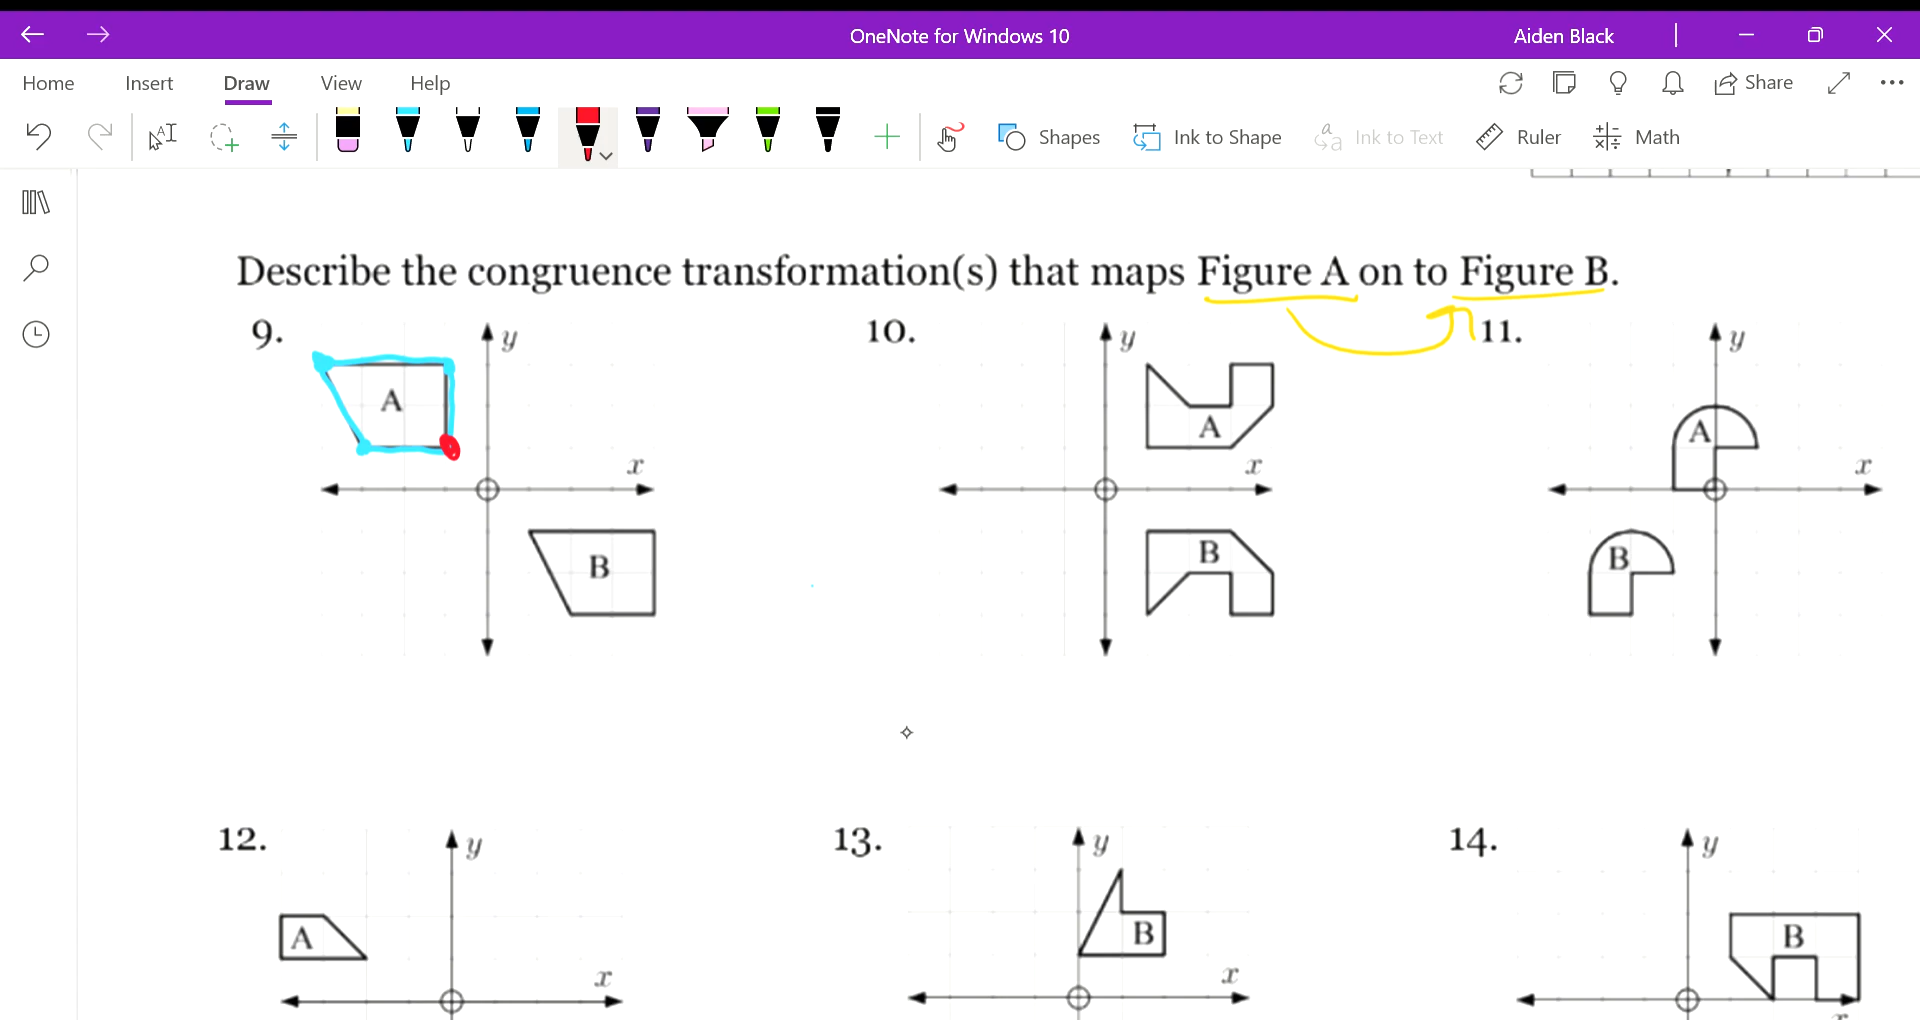 OneNote for Windows 10
Aiden Black
Home Insert Draw View Help
Share
Shapes Ink to Shape Ink to Text Ruler Math
Describe the congruence transformation(s) that maps Figure A on to Figure B.
9. y A x B
10. y A x B
11. y A x B
12. y A x
13. y B x
14. y B